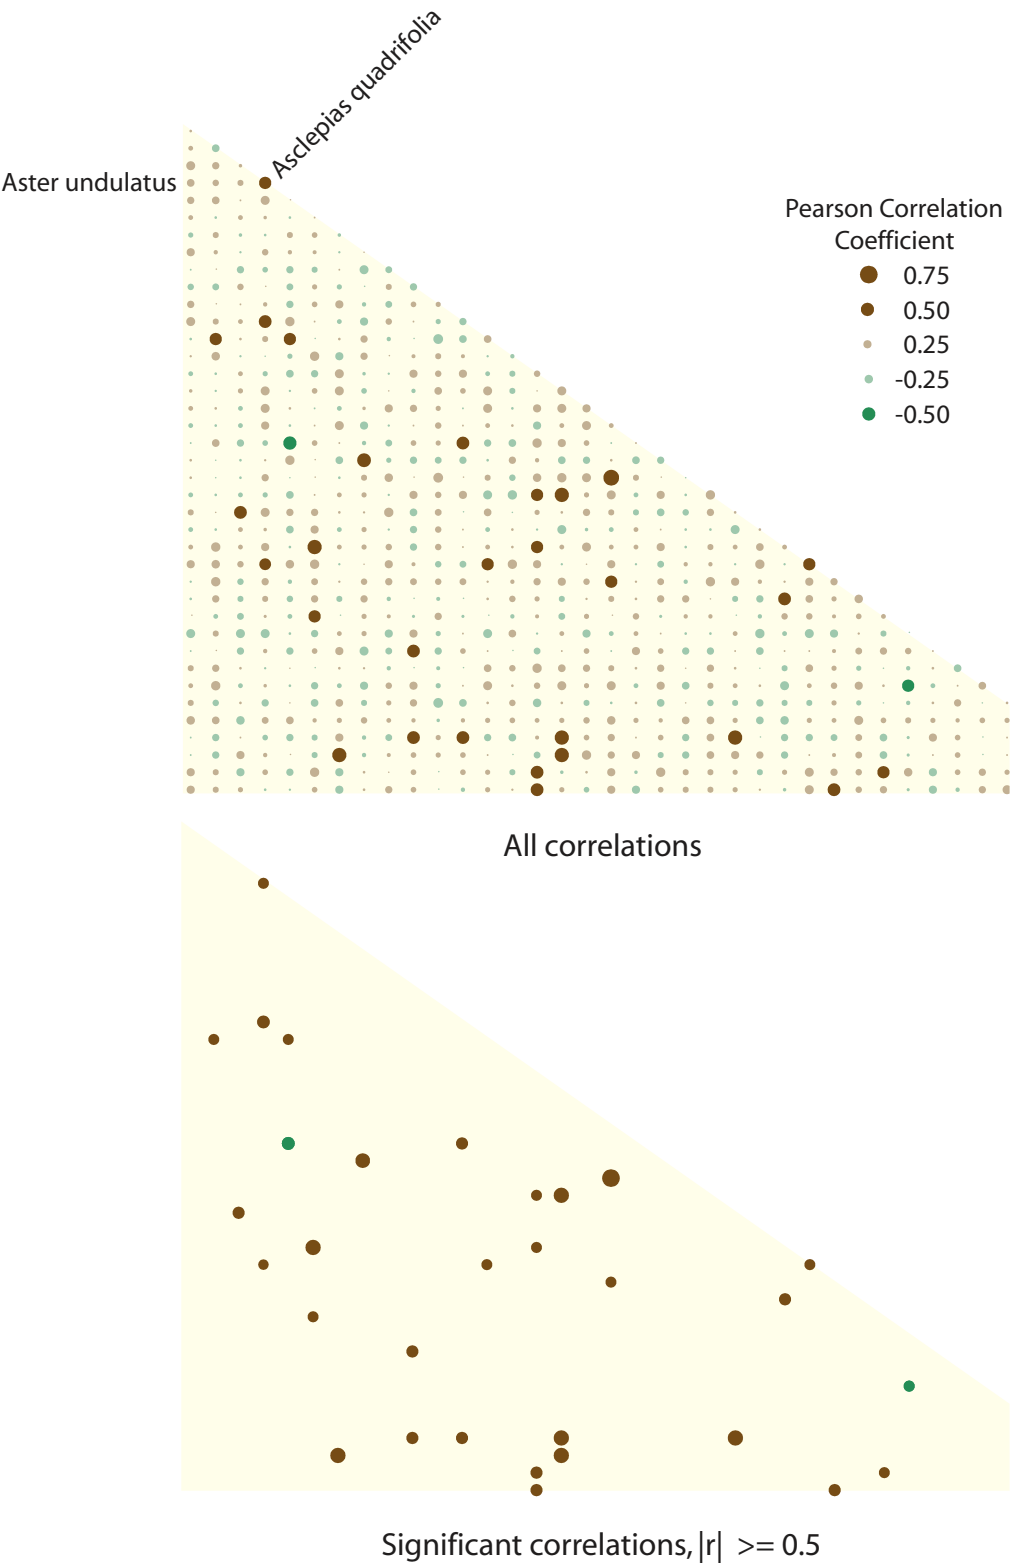 Asclepias quadrifolia
Aster undulatus
Pearson Correlation
Coefficient
0.75
0.50
0.25
-0.25
-0.50
All correlations
Significant correlations, |r| >= 0.5